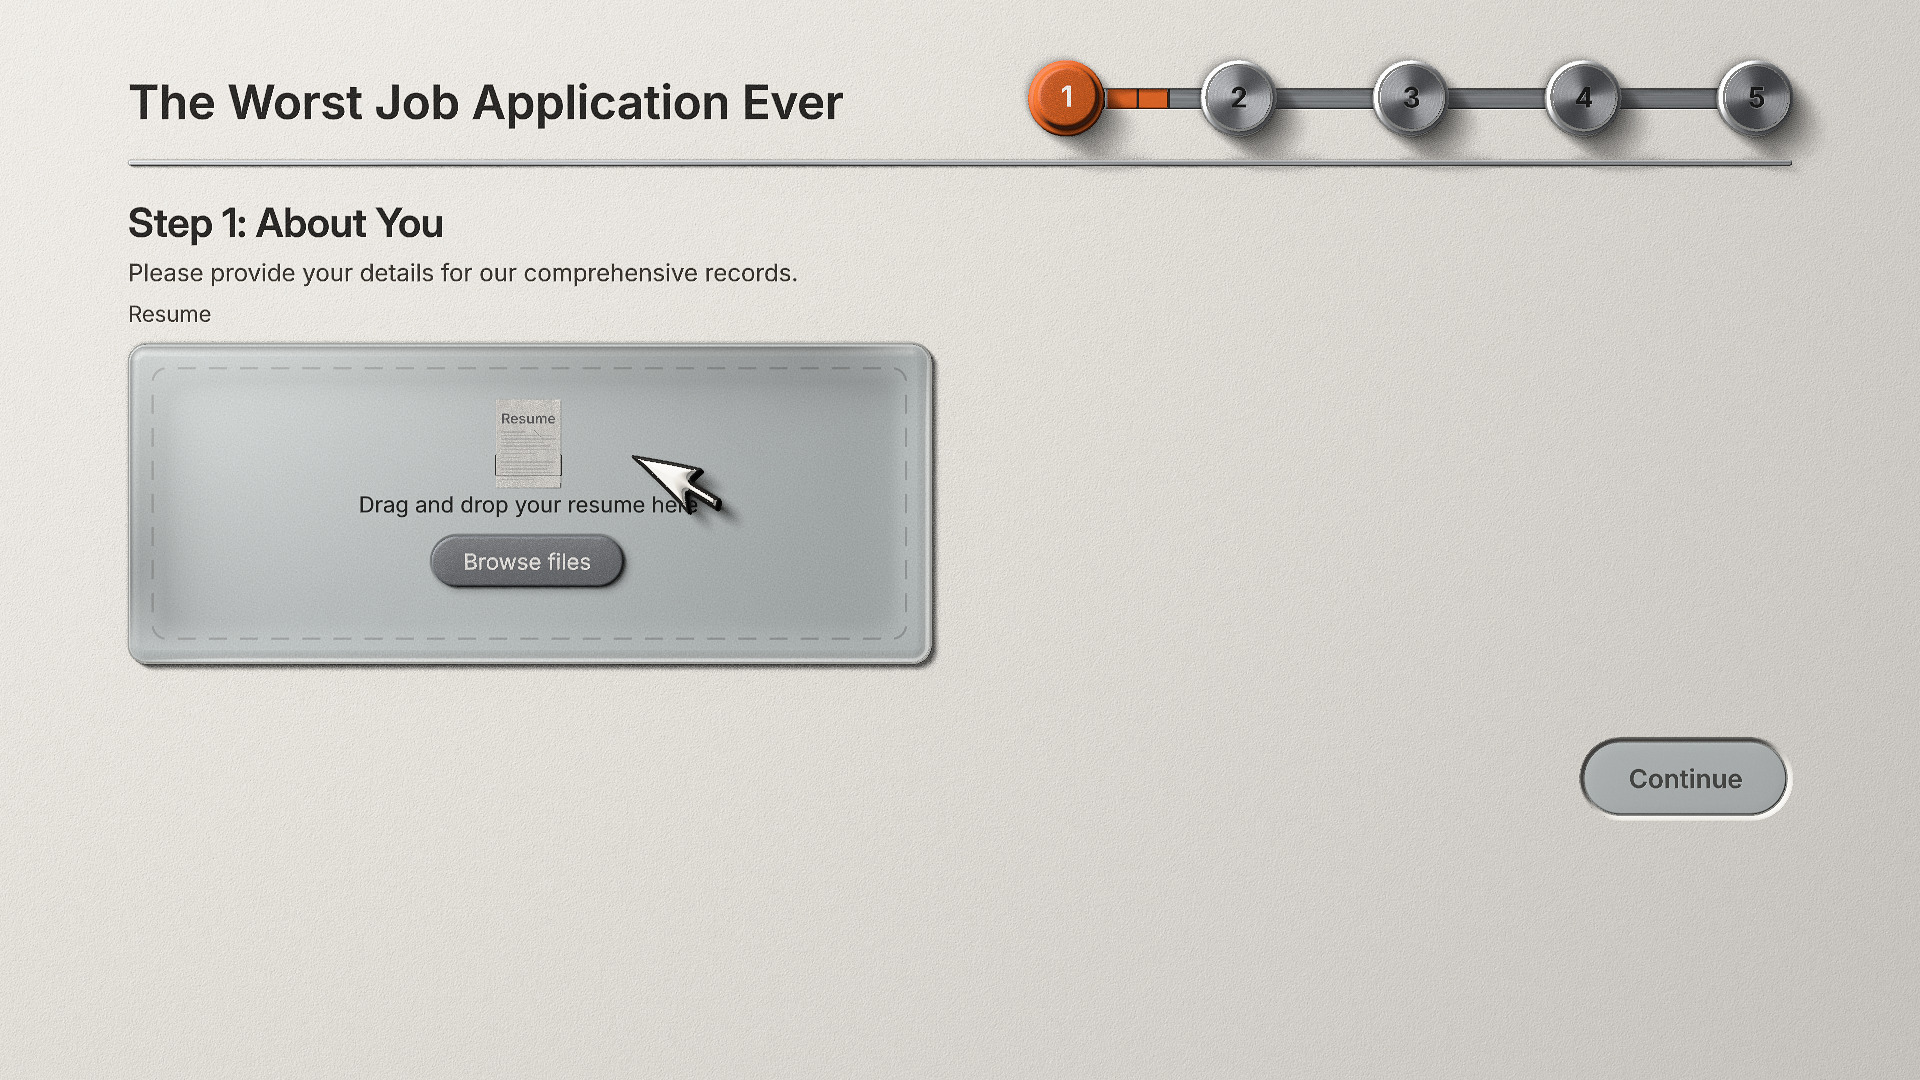 The Worst Job Application Ever
1 2 3 4 5
Step 1: About You
Please provide your details for our comprehensive records.
Resume
Resume
Drag and drop your resume here
Browse files
Continue